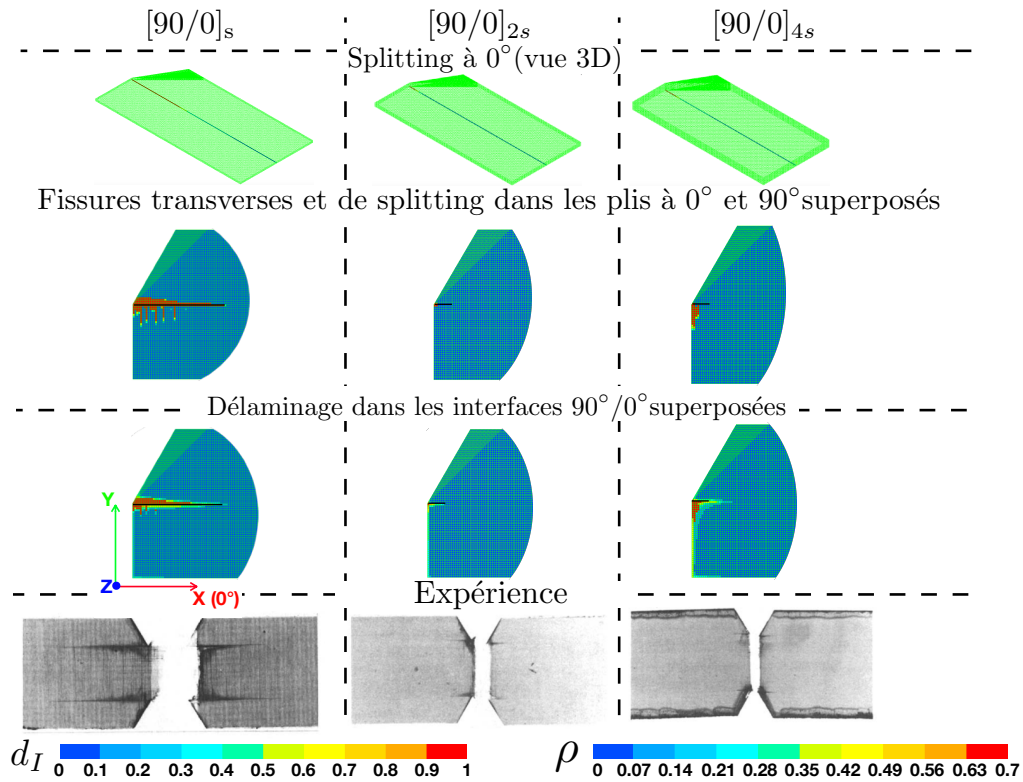 [90/0]s [90/0]2s [90/0]4s
Splitting à 0°(vue 3D)
Fissures transverses et de splitting dans les plis à 0° et 90°superposés
Délaminage dans les interfaces 90°/0°superposées
Y
Z
X (0°)
Expérience
dI 0 0.1 0.2 0.3 0.4 0.5 0.6 0.7 0.8 0.9 1
ρ 0 0.07 0.14 0.21 0.28 0.35 0.42 0.49 0.56 0.63 0.7